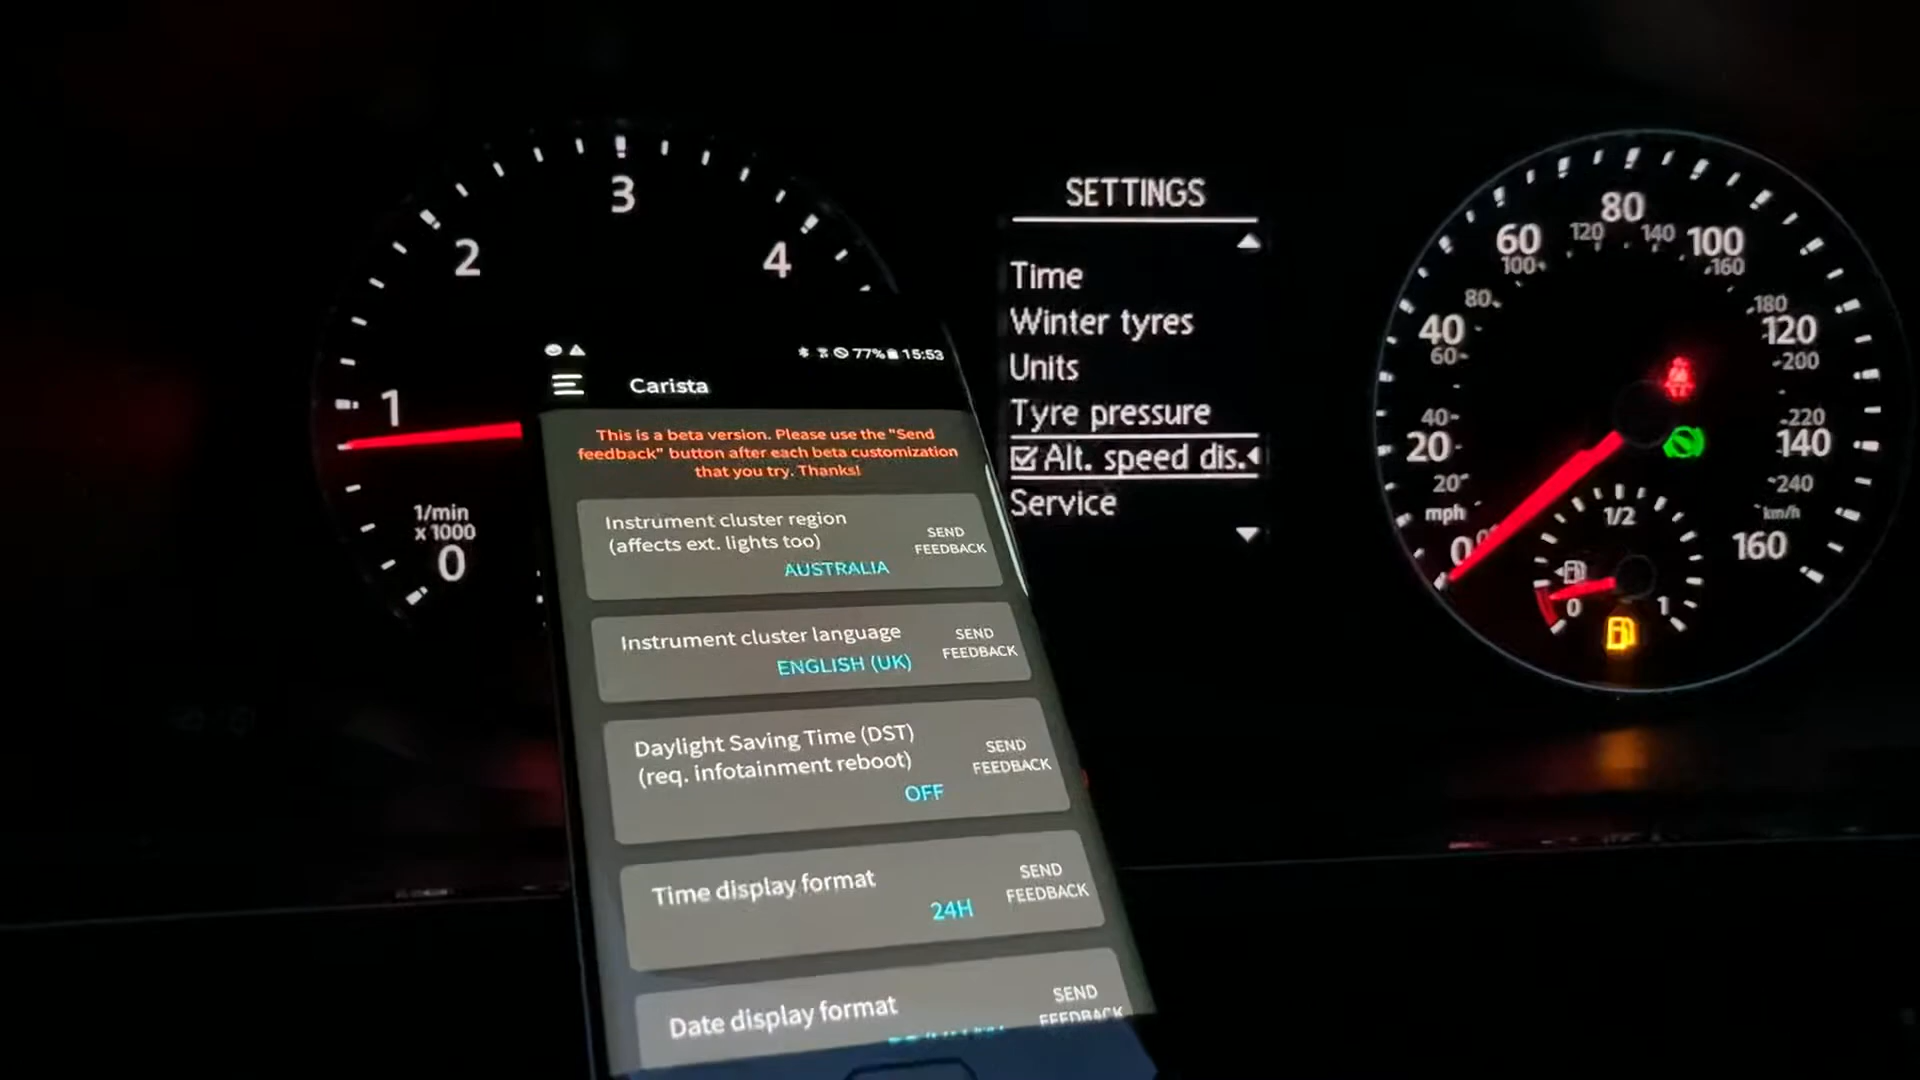 3
2
4
1
1/min
x 1000
0
SETTINGS
Time
Winter tyres
Units
Tyre pressure
Alt. speed dis.
Service
77% 15:53
Carista
This is a beta version. Please use the "Send
feedback" button after each beta customization
that you try. Thanks!
Instrument cluster region
(affects ext. lights too)
AUSTRALIA
SEND
FEEDBACK
Instrument cluster language
ENGLISH (UK)
SEND
FEEDBACK
Daylight Saving Time (DST)
(req. infotainment reboot)
OFF
SEND
FEEDBACK
Time display format
24H
SEND
FEEDBACK
Date display format
SEND
FEEDBACK
80
120 140
60 100
100 160
80 180
40 120
60 200
40 220
20 140
20 240
mph km/h
0 0 160
1/2
0 1